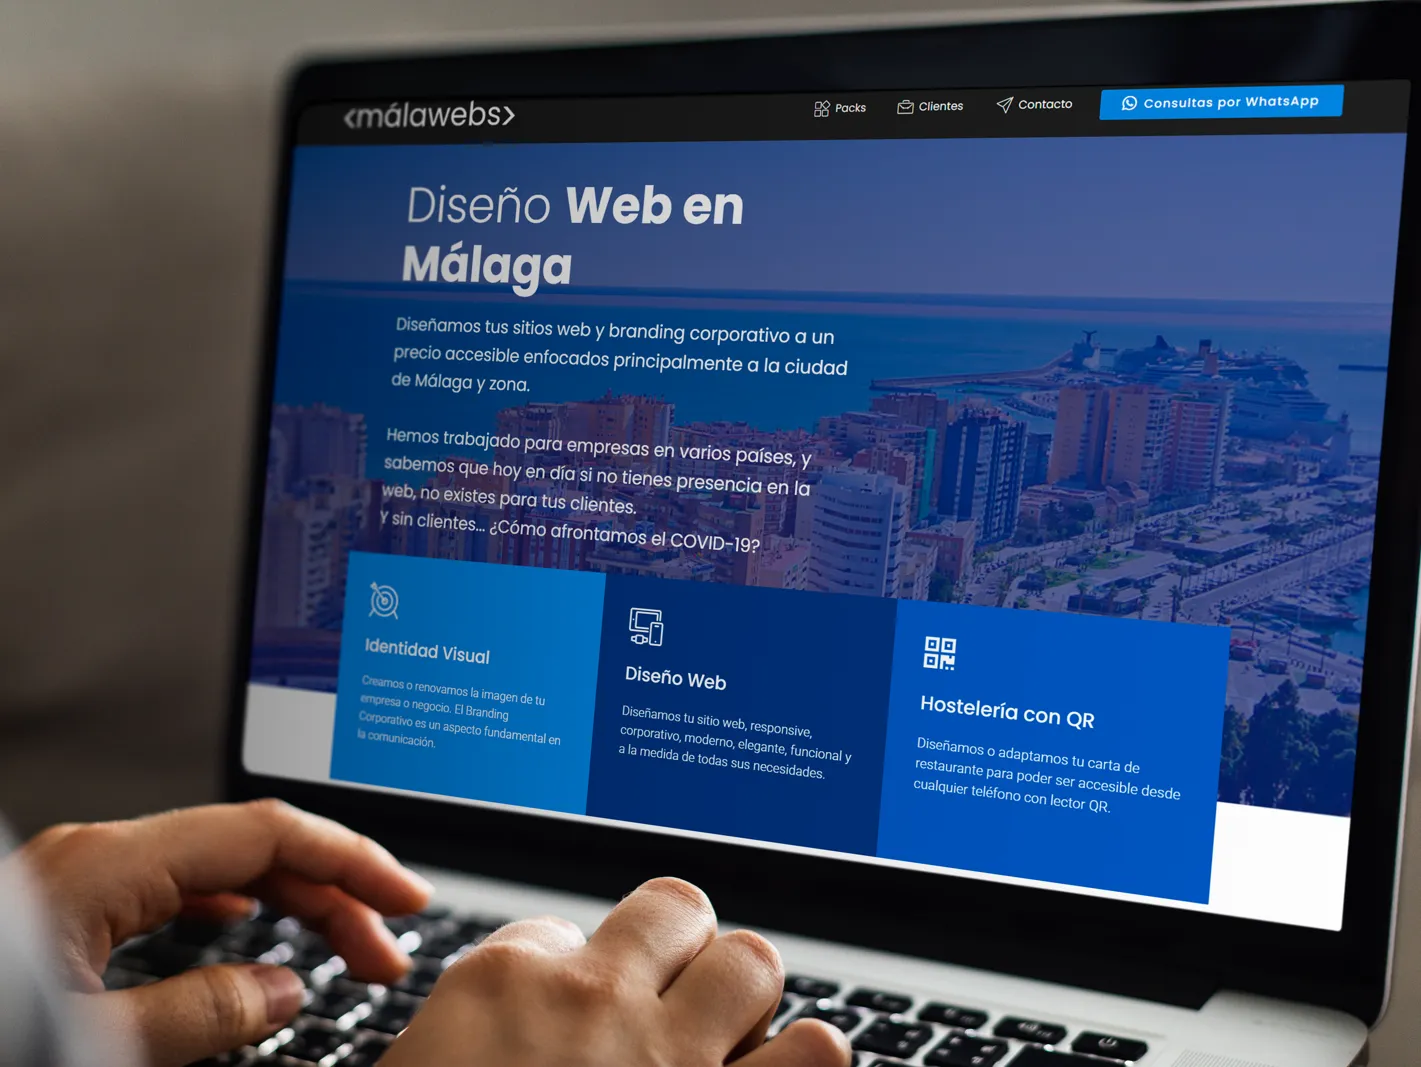 <málawebs>
Packs
Clientes
Contacto
Consultas por WhatsApp
Diseño Web en
Málaga
Diseñamos tus sitios web y branding corporativo a un
precio accesible enfocados principalmente a la ciudad
de Málaga y zona.
Hemos trabajado para empresas en varios países, y
sabemos que hoy en día si no tienes presencia en la
web, no existes para tus clientes.
Y sin clientes... ¿Cómo afrontamos el COVID-19?
Identidad Visual
Creamos o renovamos la imagen de tu
empresa o negocio. El Branding
Corporativo es un aspecto fundamental en
la comunicación.
Diseño Web
Diseñamos tu sitio web, responsive,
corporativo, moderno, elegante, funcional y
a la medida de todas sus necesidades.
Hostelería con QR
Diseñamos o adaptamos tu carta de
restaurante para poder ser accesible desde
cualquier teléfono con lector QR.